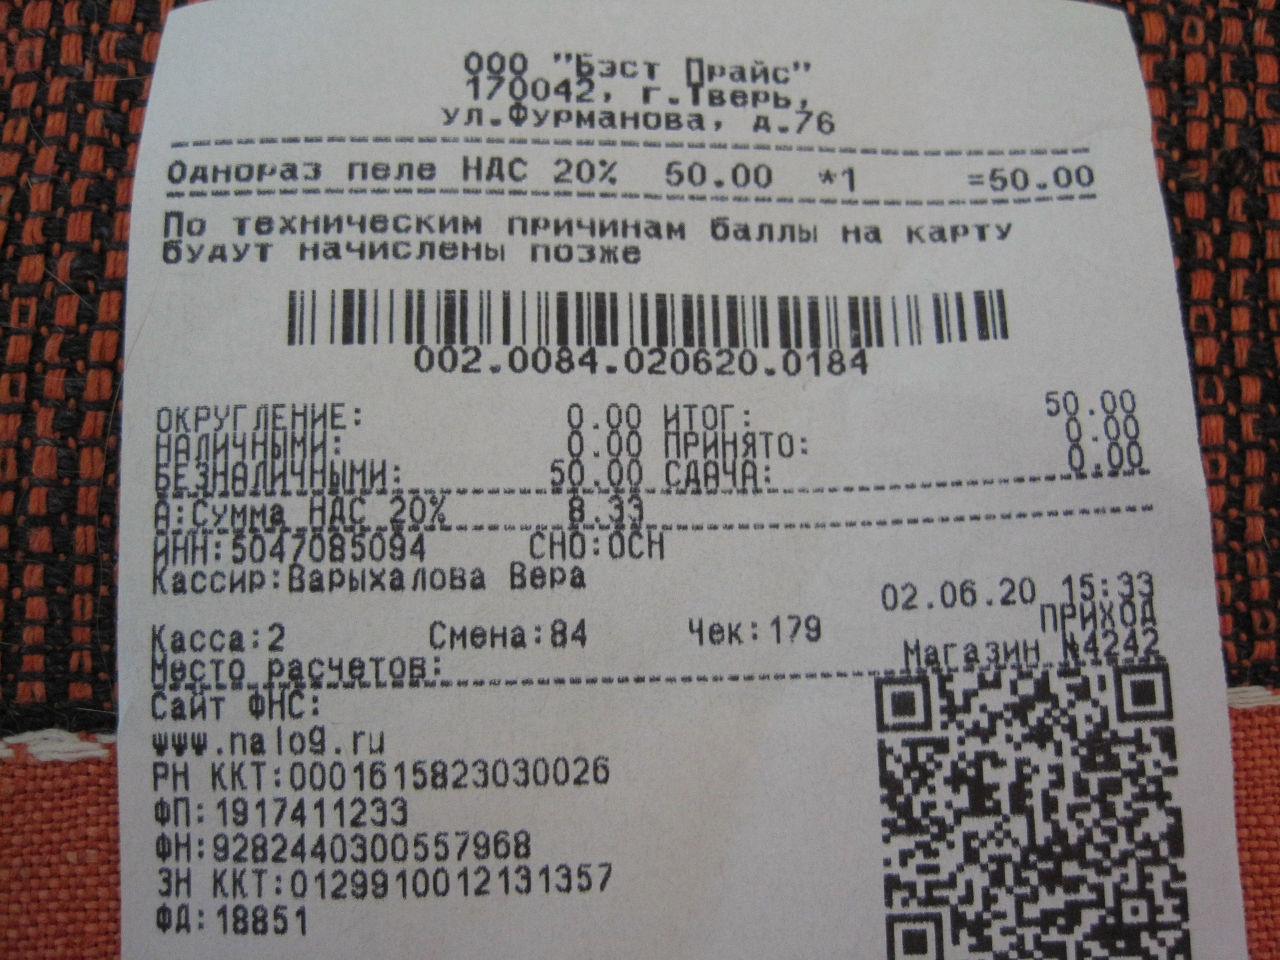 ООО "Бэст Прайс"
170042, г.Тверь,
ул.Фурманова, д.76
Однораз пеле НДС 20% 50.00 *1 =50.00
По техническим причинам баллы на карту
будут начислены позже
002.0084.020620.0184
ОКРУГЛЕНИЕ: 0.00 ИТОГ: 50.00
НАЛИЧНЫМИ: 0.00 ПРИНЯТО: 0.00
БЕЗНАЛИЧНЫМИ: 50.00 СДАЧА: 0.00
А:Сумма НДС 20% 8.33
ИНН:5047085094 СНО:ОСН
Кассир:Варыхалова Вера
02.06.20 15:33
ПРИХОД
Касса:2 Смена:84 Чек:179
Магазин N4242
Место расчетов:
Сайт ФНС:
www.nalog.ru
РН ККТ:0001615823030026
ФП:1917411233
ФН:9282440300557968
ЗН ККТ:0129910012131357
ФД:18851